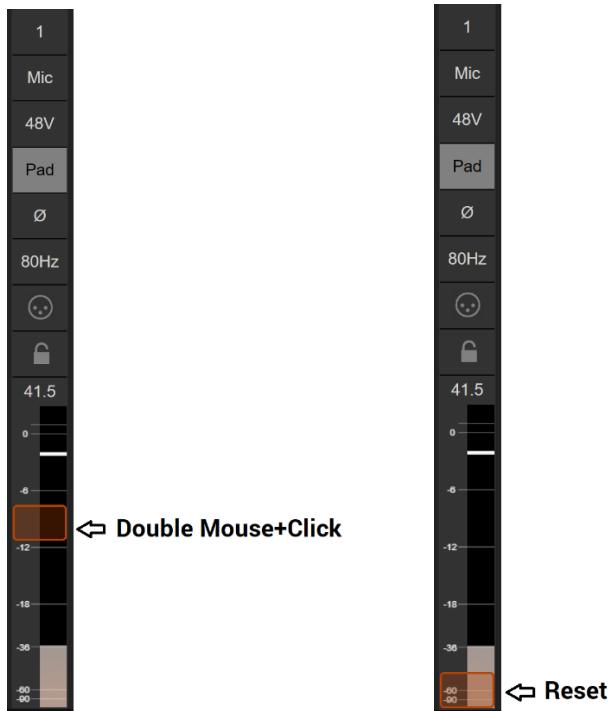 1
Mic
48V
Pad
Ø
80Hz
41.5
0
-6
-12
-18
-36
-60
-90
Double Mouse+Click
1
Mic
48V
Pad
Ø
80Hz
41.5
0
-6
-12
-18
-36
-60
-90
Reset